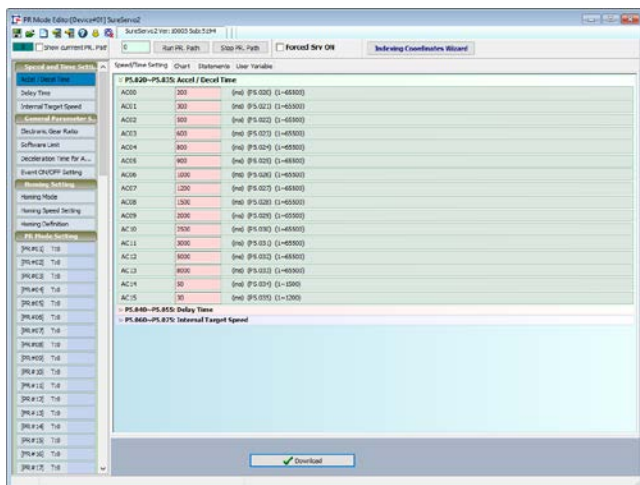 PR Mode Editor [Device#01] SureServo2
SureServo2 Ver: 10003 Sub:5194
Show current PR. Path 0 Run PR. Path Stop PR. Path Forced Srv ON Indexing Coordinates Wizard
Speed and Time Setti...
Accel / Decel Time
Delay Time
Internal Target Speed
General Parameter S...
Electronic Gear Ratio
Software Limit
Deceleration Time for A...
Event ON/OFF Setting
Homing Setting
Homing Mode
Homing Speed Setting
Homing Definition
PR Mode Setting
[PR#01] T:0
[PR#02] T:0
[PR#03] T:0
[PR#04] T:0
[PR#05] T:0
[PR#06] T:0
[PR#07] T:0
[PR#08] T:0
[PR#09] T:0
[PR#10] T:0
[PR#11] T:0
[PR#12] T:0
[PR#13] T:0
[PR#14] T:0
[PR#15] T:0
[PR#16] T:0
[PR#17] T:0
Speed/Time Setting Chart Statements User Variable
P5.020~P5.035: Accel / Decel Time
AC00 200 (ms) (P5.020) (1~65500)
AC01 300 (ms) (P5.021) (1~65500)
AC02 500 (ms) (P5.022) (1~65500)
AC03 600 (ms) (P5.023) (1~65500)
AC04 800 (ms) (P5.024) (1~65500)
AC05 900 (ms) (P5.025) (1~65500)
AC06 1000 (ms) (P5.026) (1~65500)
AC07 1200 (ms) (P5.027) (1~65500)
AC08 1500 (ms) (P5.028) (1~65500)
AC09 2000 (ms) (P5.029) (1~65500)
AC10 2500 (ms) (P5.030) (1~65500)
AC11 3000 (ms) (P5.031) (1~65500)
AC12 5000 (ms) (P5.032) (1~65500)
AC13 8000 (ms) (P5.033) (1~65500)
AC14 50 (ms) (P5.034) (1~1500)
AC15 30 (ms) (P5.035) (1~1200)
P5.040~P5.055: Delay Time
P5.060~P5.075: Internal Target Speed
Download